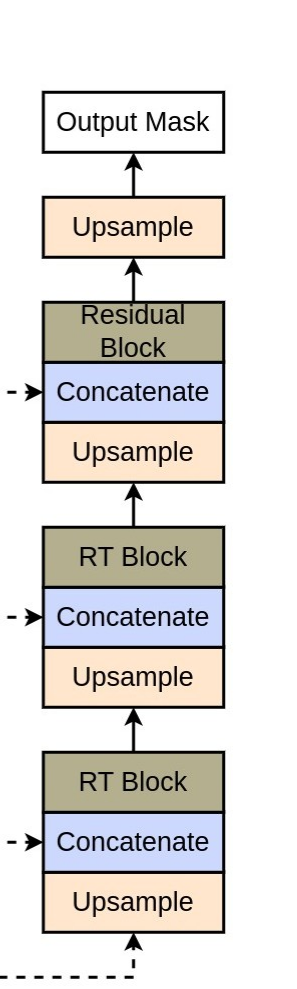 Output Mask
Upsample
Residual
Block
Concatenate
Upsample
RT Block
Concatenate
Upsample
RT Block
Concatenate
Upsample